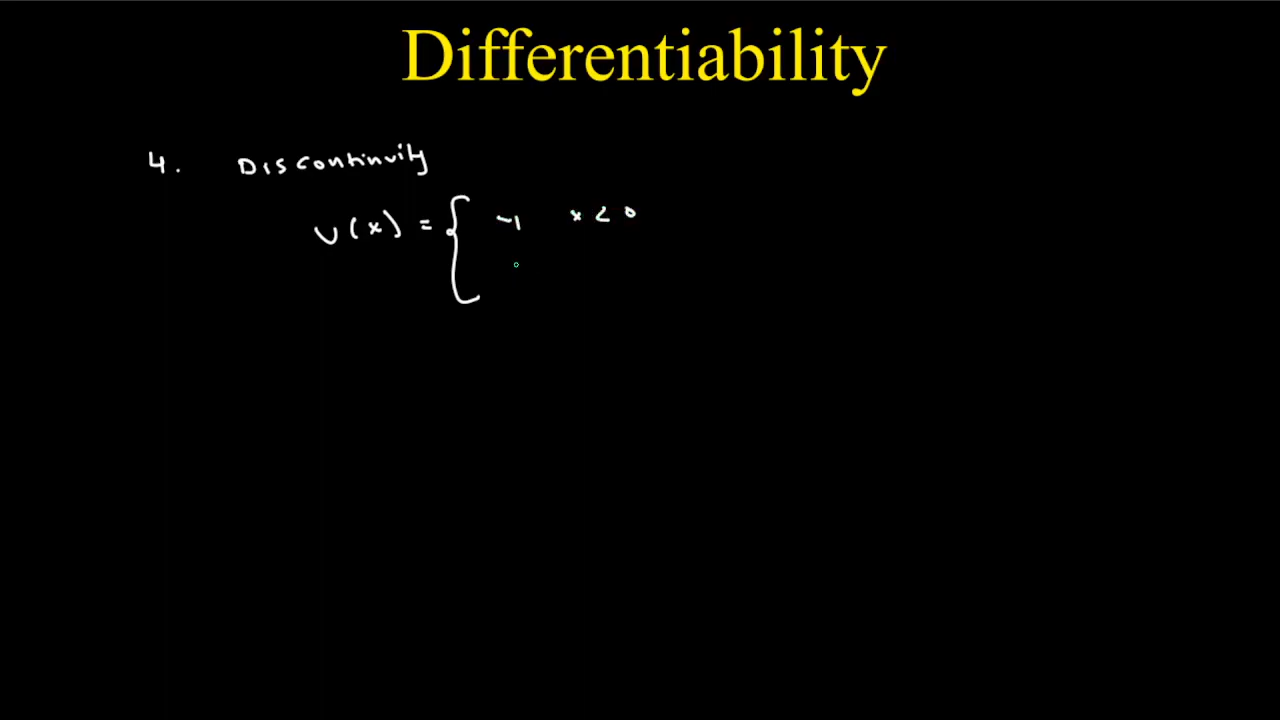 Differentiability
4. Discontinuity
U(x) = { -1 x < 0